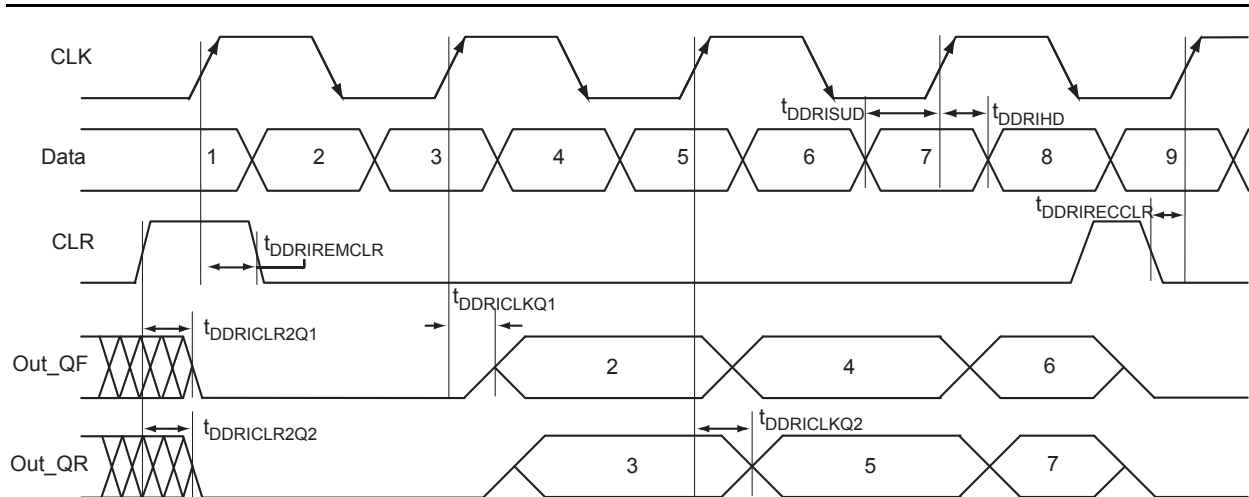 CLK
tDDRISUD
tDDRIHD
Data
1 2 3 4 5 6 7 8 9
CLR
tDDRIREMCLR
tDDRIRECCLR
tDDRICLKQ1
tDDRICLR2Q1
Out_QF
2 4 6
tDDRICLR2Q2
tDDRICLKQ2
Out_QR
3 5 7